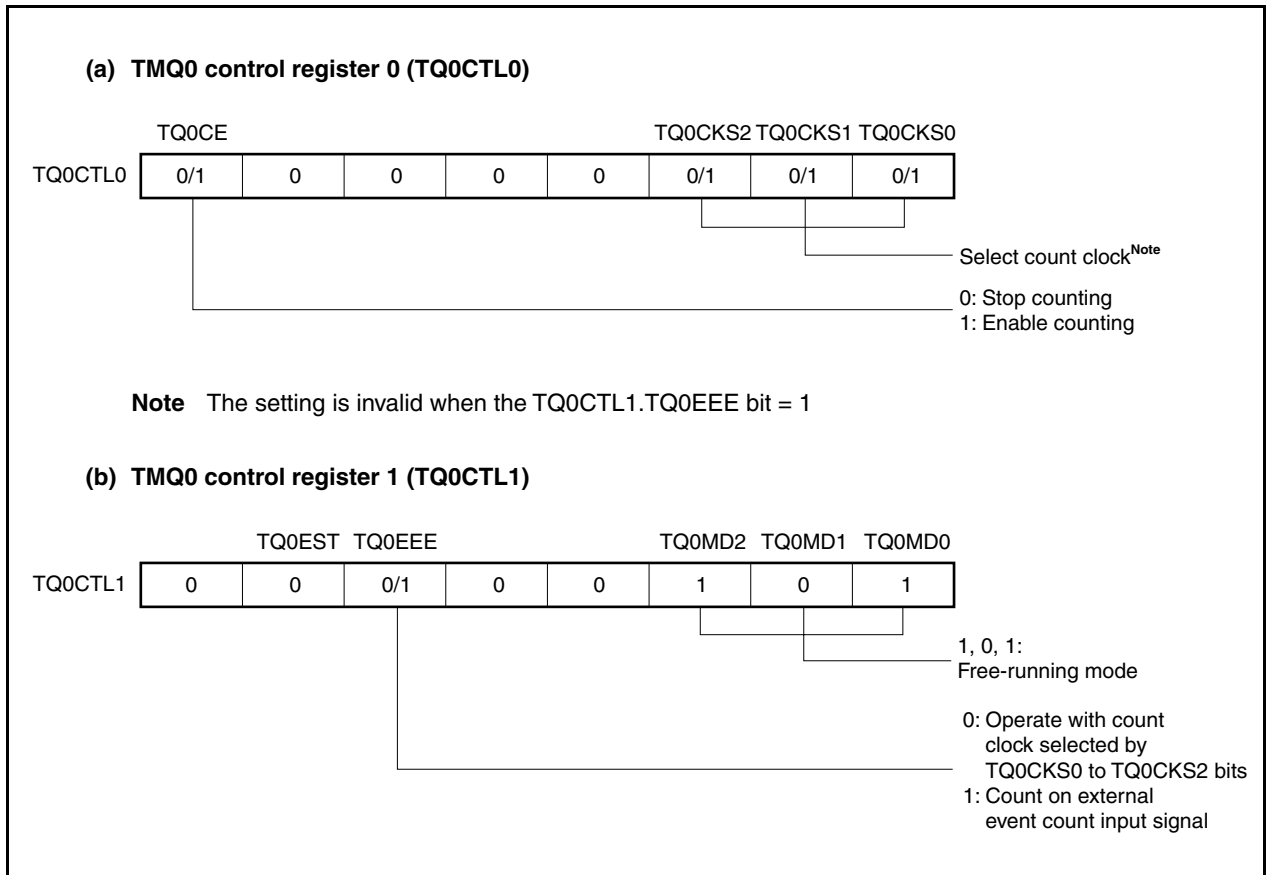 (a) TMQ0 control register 0 (TQ0CTL0)
TQ0CE TQ0CKS2 TQ0CKS1 TQ0CKS0
TQ0CTL0 0/1 0 0 0 0 0/1 0/1 0/1
Select count clockNote
0: Stop counting
1: Enable counting
Note The setting is invalid when the TQ0CTL1.TQ0EEE bit = 1
(b) TMQ0 control register 1 (TQ0CTL1)
TQ0EST TQ0EEE TQ0MD2 TQ0MD1 TQ0MD0
TQ0CTL1 0 0 0/1 0 0 1 0 1
1, 0, 1:
Free-running mode
0: Operate with count
clock selected by
TQ0CKS0 to TQ0CKS2 bits
1: Count on external
event count input signal